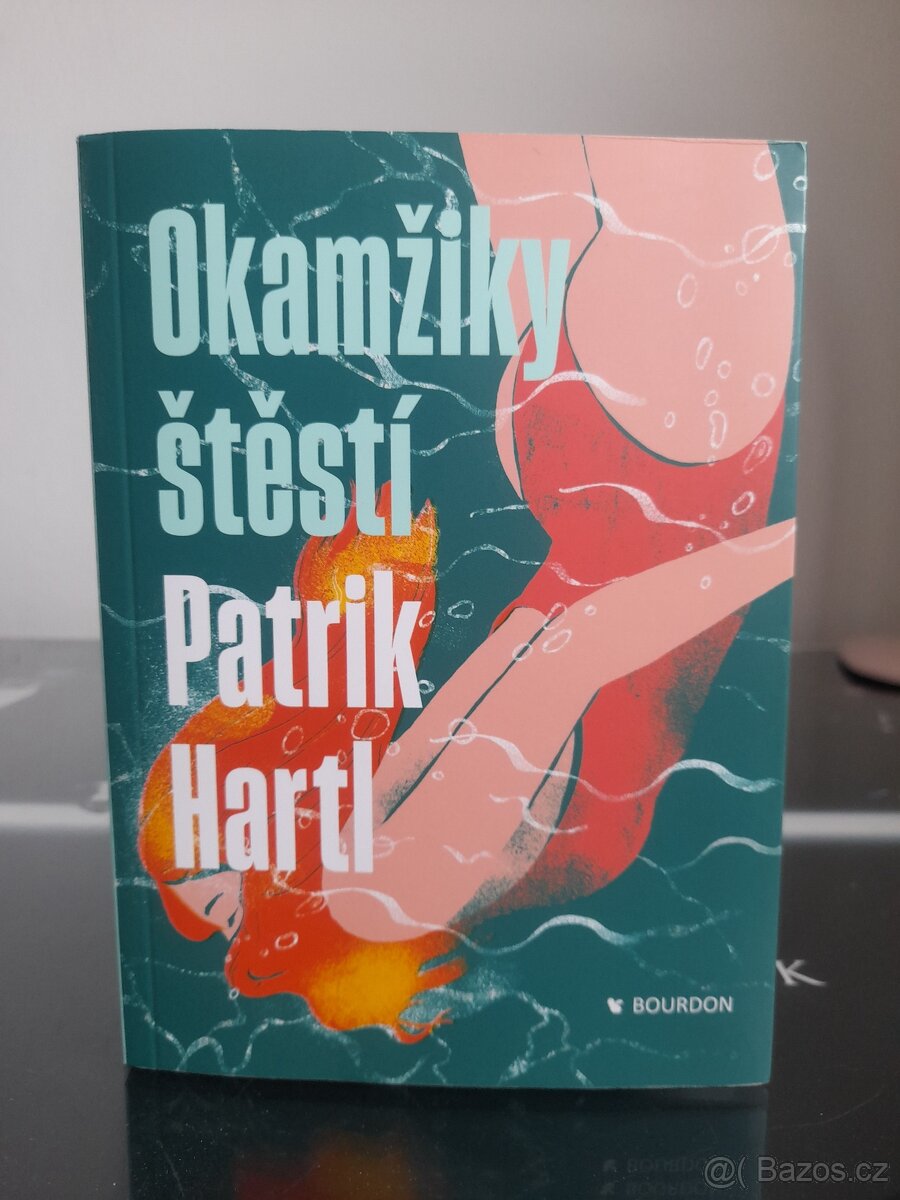 Okamžiky
štěstí
Patrik
Hartl
BOURDON
K
@( Bazos.cz